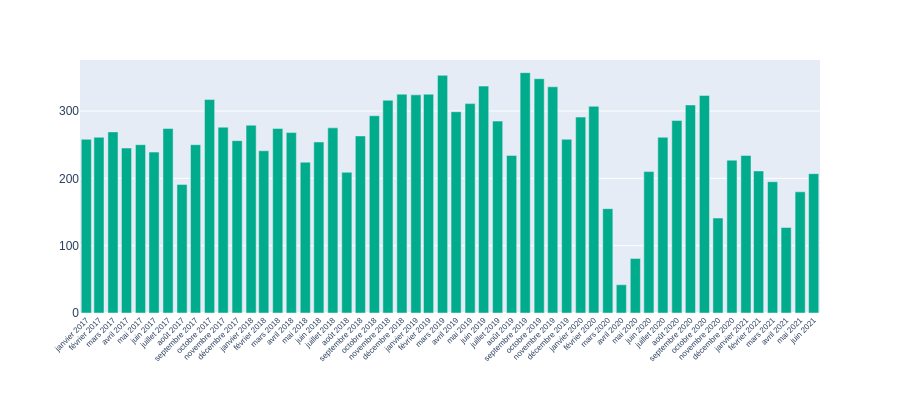 300
200
100
0
janvier 2017
février 2017
mars 2017
avril 2017
mai 2017
juin 2017
juillet 2017
août 2017
septembre 2017
octobre 2017
novembre 2017
décembre 2017
janvier 2018
février 2018
mars 2018
avril 2018
mai 2018
juin 2018
juillet 2018
août 2018
septembre 2018
octobre 2018
novembre 2018
décembre 2018
janvier 2019
février 2019
mars 2019
avril 2019
mai 2019
juin 2019
juillet 2019
août 2019
septembre 2019
octobre 2019
novembre 2019
décembre 2019
janvier 2020
février 2020
mars 2020
avril 2020
mai 2020
juin 2020
juillet 2020
août 2020
septembre 2020
octobre 2020
novembre 2020
décembre 2020
janvier 2021
février 2021
mars 2021
avril 2021
mai 2021
juin 2021